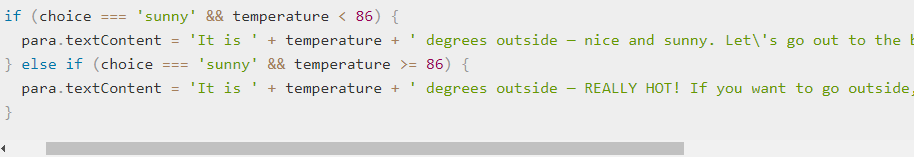 if (choice === 'sunny' && temperature < 86) {
  para.textContent = 'It is ' + temperature + ' degrees outside — nice and sunny. Let\'s go out to the
} else if (choice === 'sunny' && temperature >= 86) {
  para.textContent = 'It is ' + temperature + ' degrees outside — REALLY HOT! If you want to go outside,
}